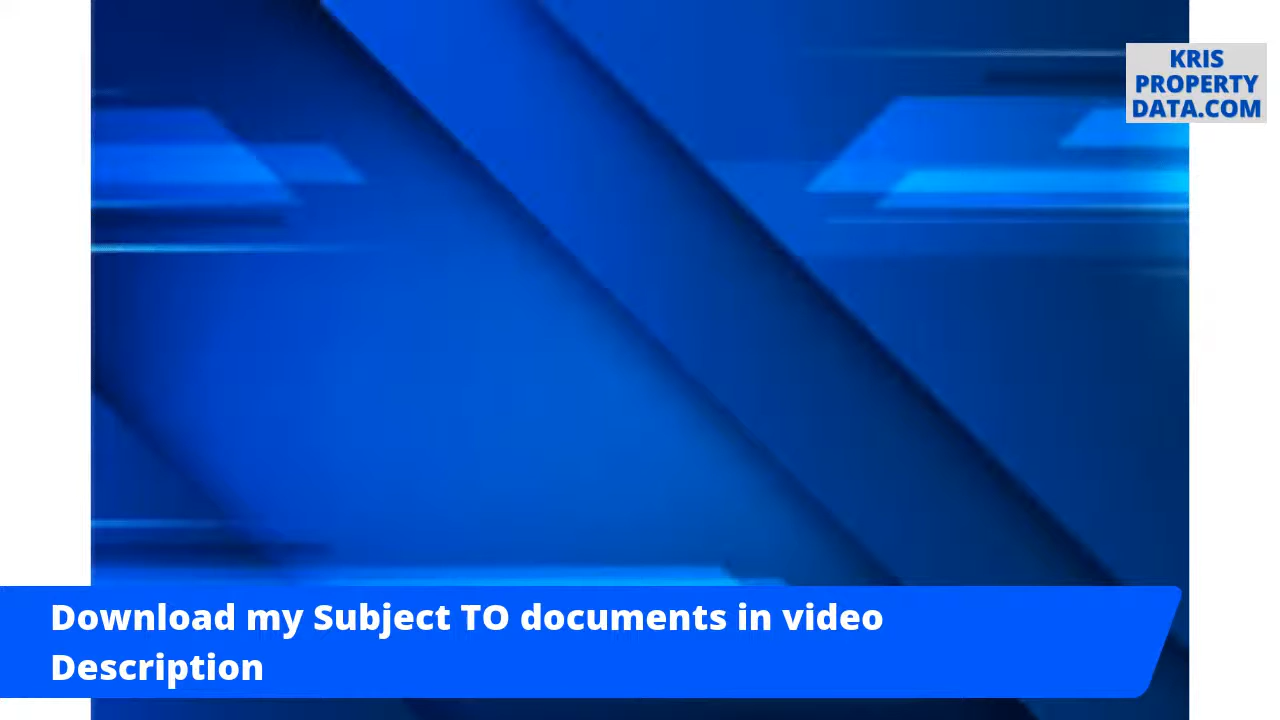 KRIS
PROPERTY
DATA.COM
Download my Subject TO documents in video
Description